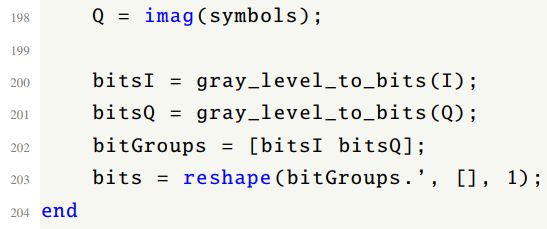 198 Q = imag(symbols);
199
200 bitsI = gray_level_to_bits(I);
201 bitsQ = gray_level_to_bits(Q);
202 bitGroups = [bitsI bitsQ];
203 bits = reshape(bitGroups.’, [], 1);
204 end